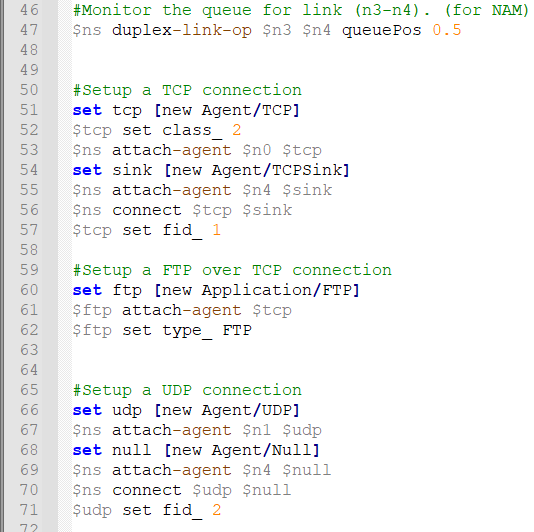 46 #Monitor the queue for link (n3-n4). (for NAM)
47 $ns duplex-link-op $n3 $n4 queuePos 0.5
48
49
50 #Setup a TCP connection
51 set tcp [new Agent/TCP]
52 $tcp set class_ 2
53 $ns attach-agent $n0 $tcp
54 set sink [new Agent/TCPSink]
55 $ns attach-agent $n4 $sink
56 $ns connect $tcp $sink
57 $tcp set fid_ 1
58
59 #Setup a FTP over TCP connection
60 set ftp [new Application/FTP]
61 $ftp attach-agent $tcp
62 $ftp set type_ FTP
63
64
65 #Setup a UDP connection
66 set udp [new Agent/UDP]
67 $ns attach-agent $n1 $udp
68 set null [new Agent/Null]
69 $ns attach-agent $n4 $null
70 $ns connect $udp $null
71 $udp set fid_ 2
72